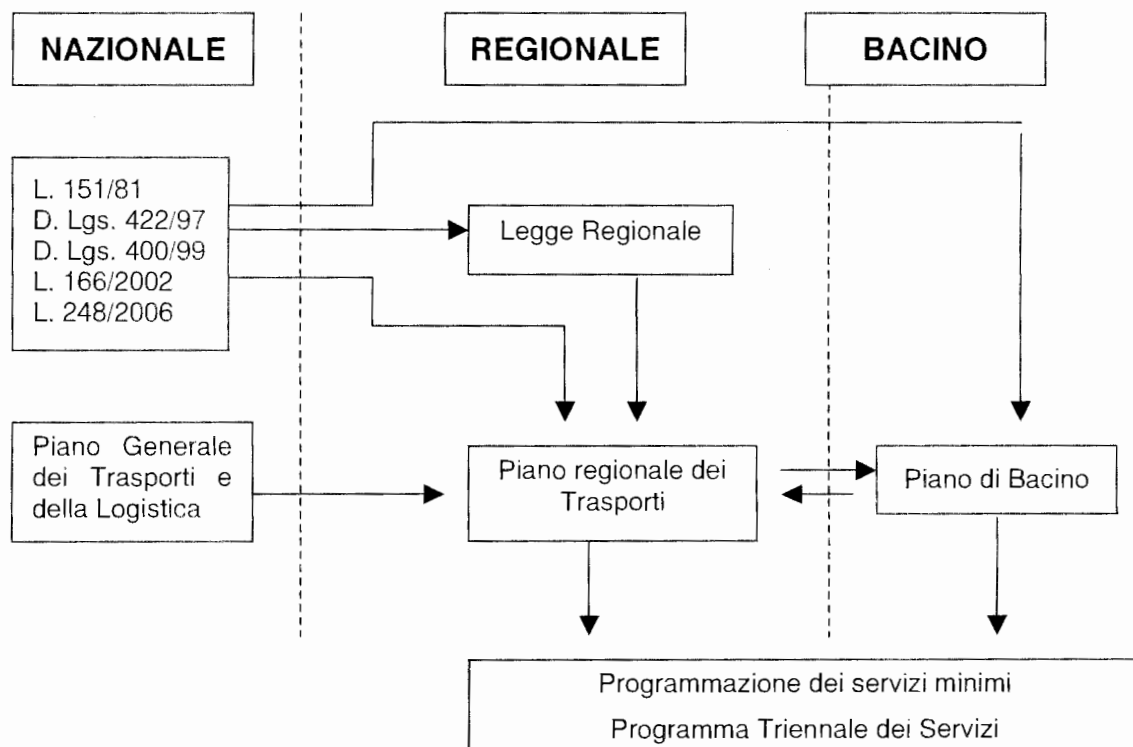 NAZIONALE
REGIONALE
BACINO
L. 151/81
D. Lgs. 422/97
D. Lgs. 400/99
L. 166/2002
L. 248/2006
Legge Regionale
Piano Generale
dei Trasporti e
della Logistica
Piano regionale dei
Trasporti
Piano di Bacino
Programmazione dei servizi minimi
Programma Triennale dei Servizi